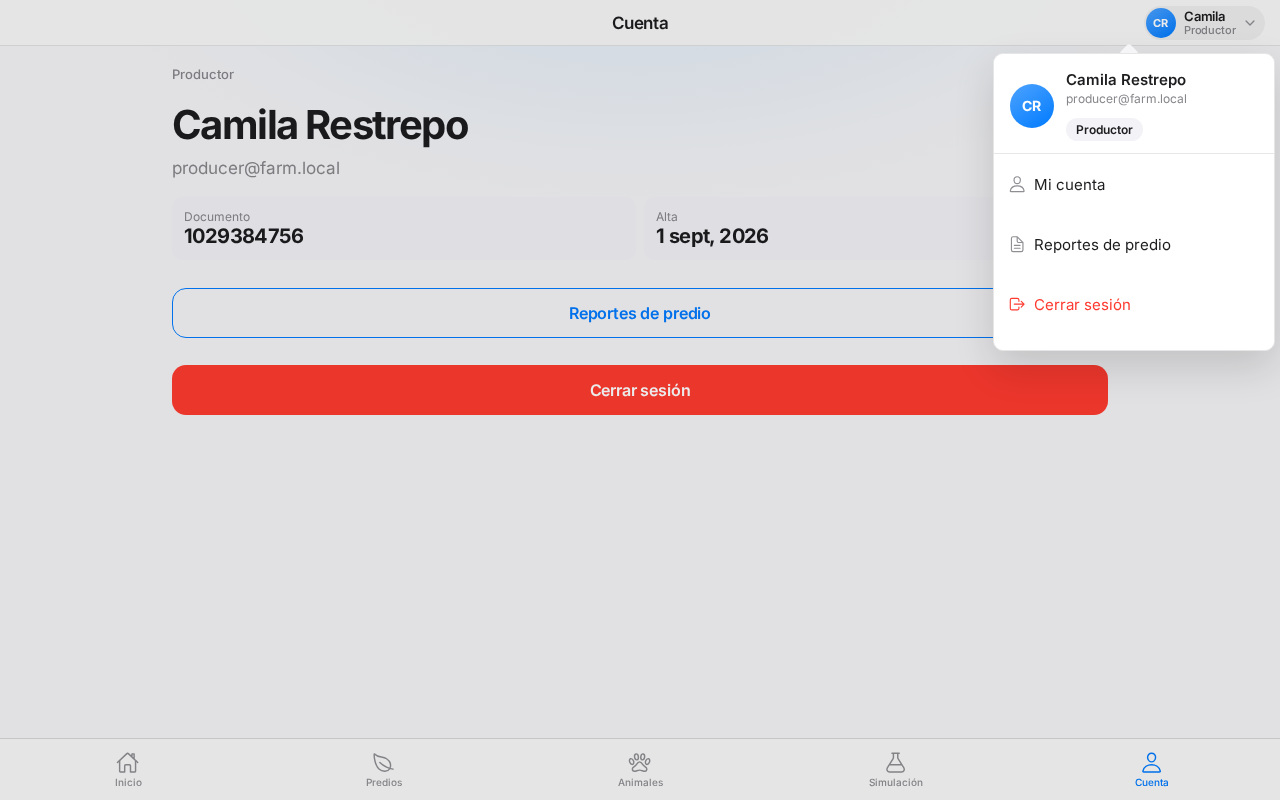 Cuenta
CR
Camila
Productor
Productor
Camila Restrepo
producer@farm.local
Documento
1029384756
Alta
1 sept, 2026
Reportes de predio
Cerrar sesión
CR
Camila Restrepo
producer@farm.local
Productor
Mi cuenta
Reportes de predio
Cerrar sesión
Inicio
Predios
Animales
Simulación
Cuenta